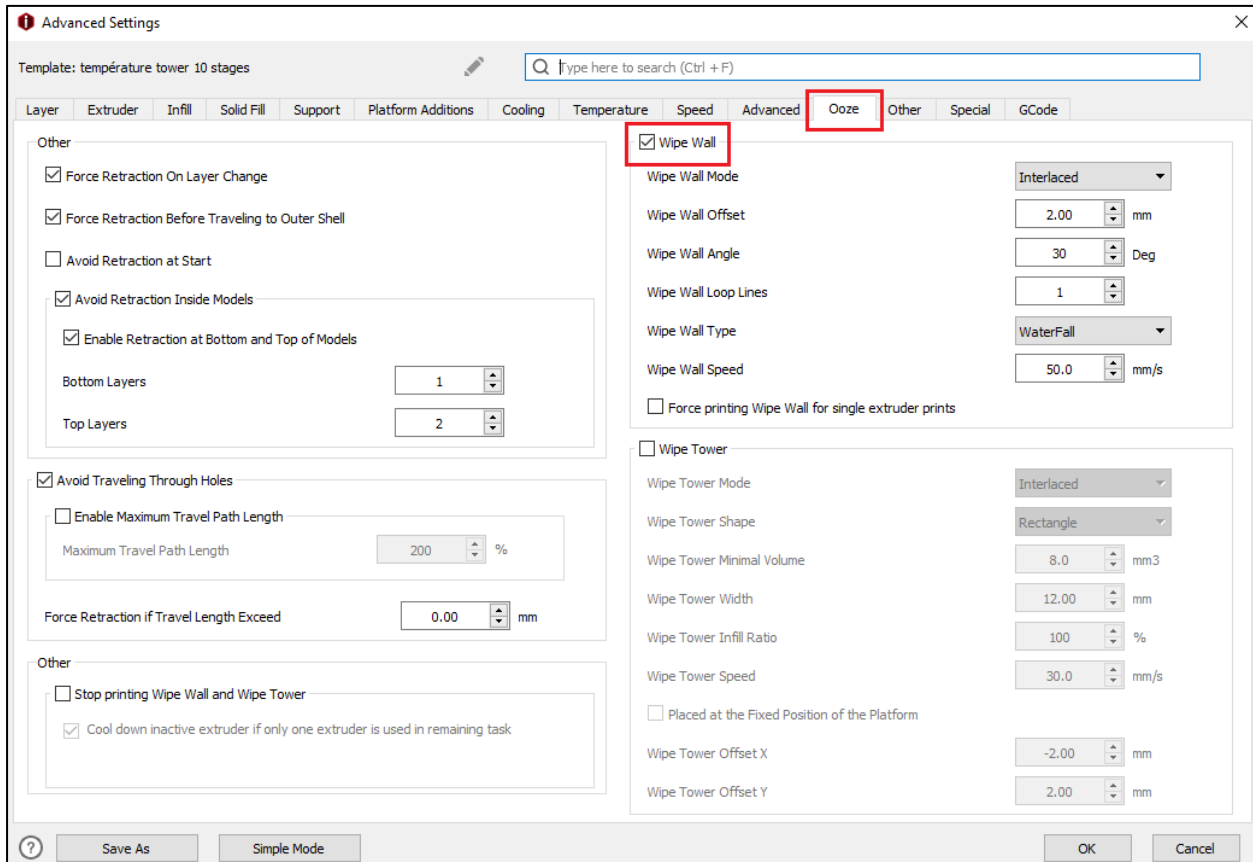 Advanced Settings
Template: température tower 10 stages
Type here to search (Ctrl + F)
Layer Extruder Infill Solid Fill Support Platform Additions Cooling Temperature Speed Advanced Ooze Other Special GCode
Other
Force Retraction On Layer Change
Force Retraction Before Traveling to Outer Shell
Avoid Retraction at Start
Avoid Retraction Inside Models
Enable Retraction at Bottom and Top of Models
Bottom Layers 1
Top Layers 2
Avoid Traveling Through Holes
Enable Maximum Travel Path Length
Maximum Travel Path Length 200 %
Force Retraction if Travel Length Exceed 0.00 mm
Other
Stop printing Wipe Wall and Wipe Tower
Cool down inactive extruder if only one extruder is used in remaining task
Wipe Wall
Wipe Wall Mode Interlaced
Wipe Wall Offset 2.00 mm
Wipe Wall Angle 30 Deg
Wipe Wall Loop Lines 1
Wipe Wall Type WaterFall
Wipe Wall Speed 50.0 mm/s
Force printing Wipe Wall for single extruder prints
Wipe Tower
Wipe Tower Mode Interlaced
Wipe Tower Shape Rectangle
Wipe Tower Minimal Volume 8.0 mm3
Wipe Tower Width 12.00 mm
Wipe Tower Infill Ratio 100 %
Wipe Tower Speed 30.0 mm/s
Placed at the Fixed Position of the Platform
Wipe Tower Offset X -2.00 mm
Wipe Tower Offset Y 2.00 mm
? Save As Simple Mode OK Cancel